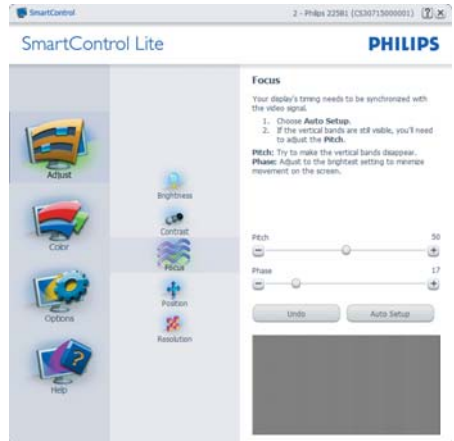 SmartControl
2 - Philips 225B1 (CS30715000001)
SmartControl Lite
PHILIPS
Adjust
Color
Options
Help
Brightness
Contrast
Focus
Position
Resolution
Focus
Your display's timing needs to be synchronized with
the video signal.
1. Choose Auto Setup.
2. If the vertical bands are still visible, you'll need
to adjust the Pitch.
Pitch: Try to make the vertical bands disappear.
Phase: Adjust to the brightest setting to minimize
movement on the screen.
Pitch 50
Phase 17
Undo Auto Setup